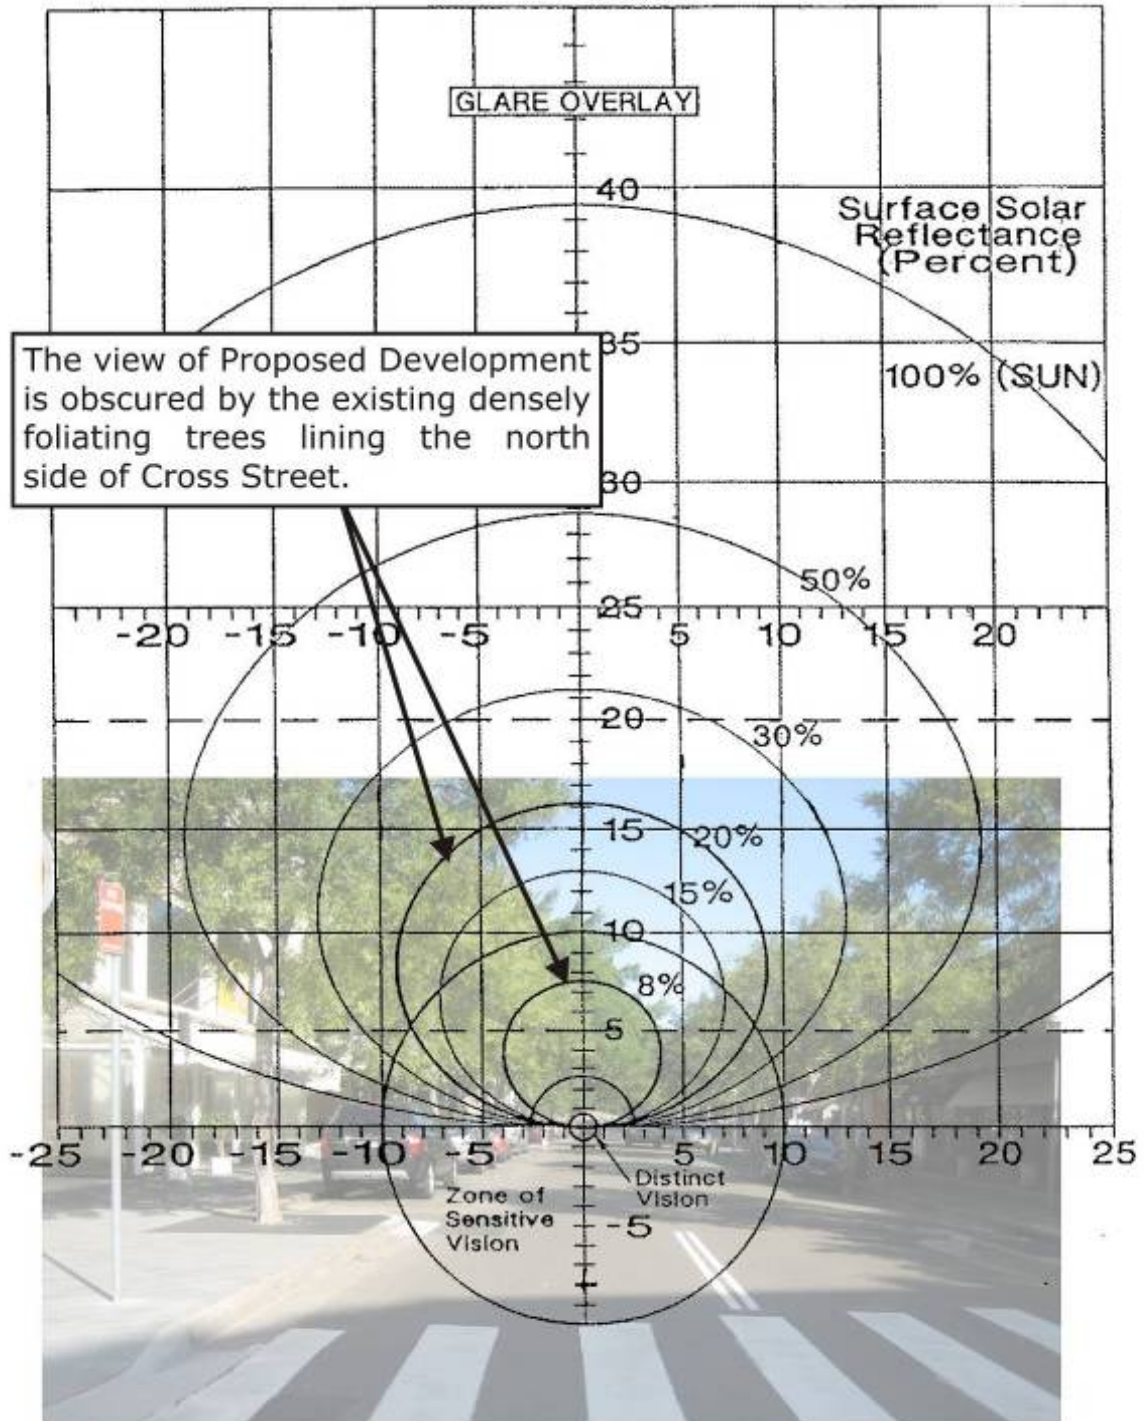 GLARE OVERLAY
40
Surface Solar
Reflectance
(Percent)
35
100% (SUN)
The view of Proposed Development
is obscured by the existing densely
foliating trees lining the north
side of Cross Street.
30
50%
25
-20 -15 -10 -5 5 10 15 20
20
30%
15
20%
15%
10
8%
5
-25 -20 -15 -10 -5 5 10 15 20 25
Distinct
Vision
Zone of
Sensitive
Vision
-5